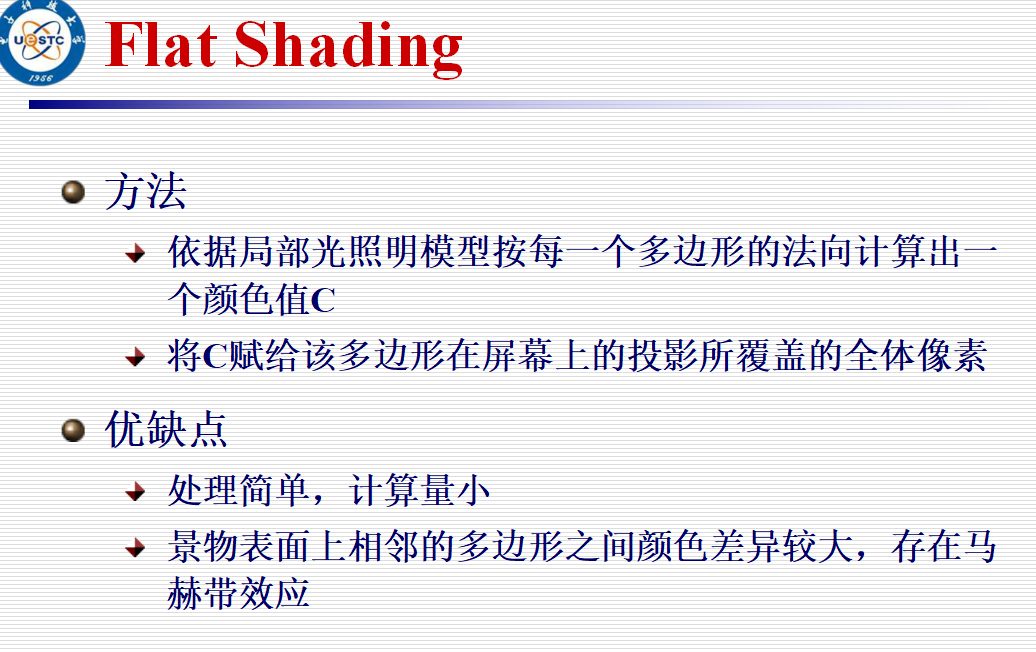 UeSTC
1956
Flat Shading
方法
依据局部光照明模型按每一个多边形的法向计算出一
个颜色值C
将C赋给该多边形在屏幕上的投影所覆盖的全体像素
优缺点
处理简单，计算量小
景物表面上相邻的多边形之间颜色差异较大，存在马
赫带效应